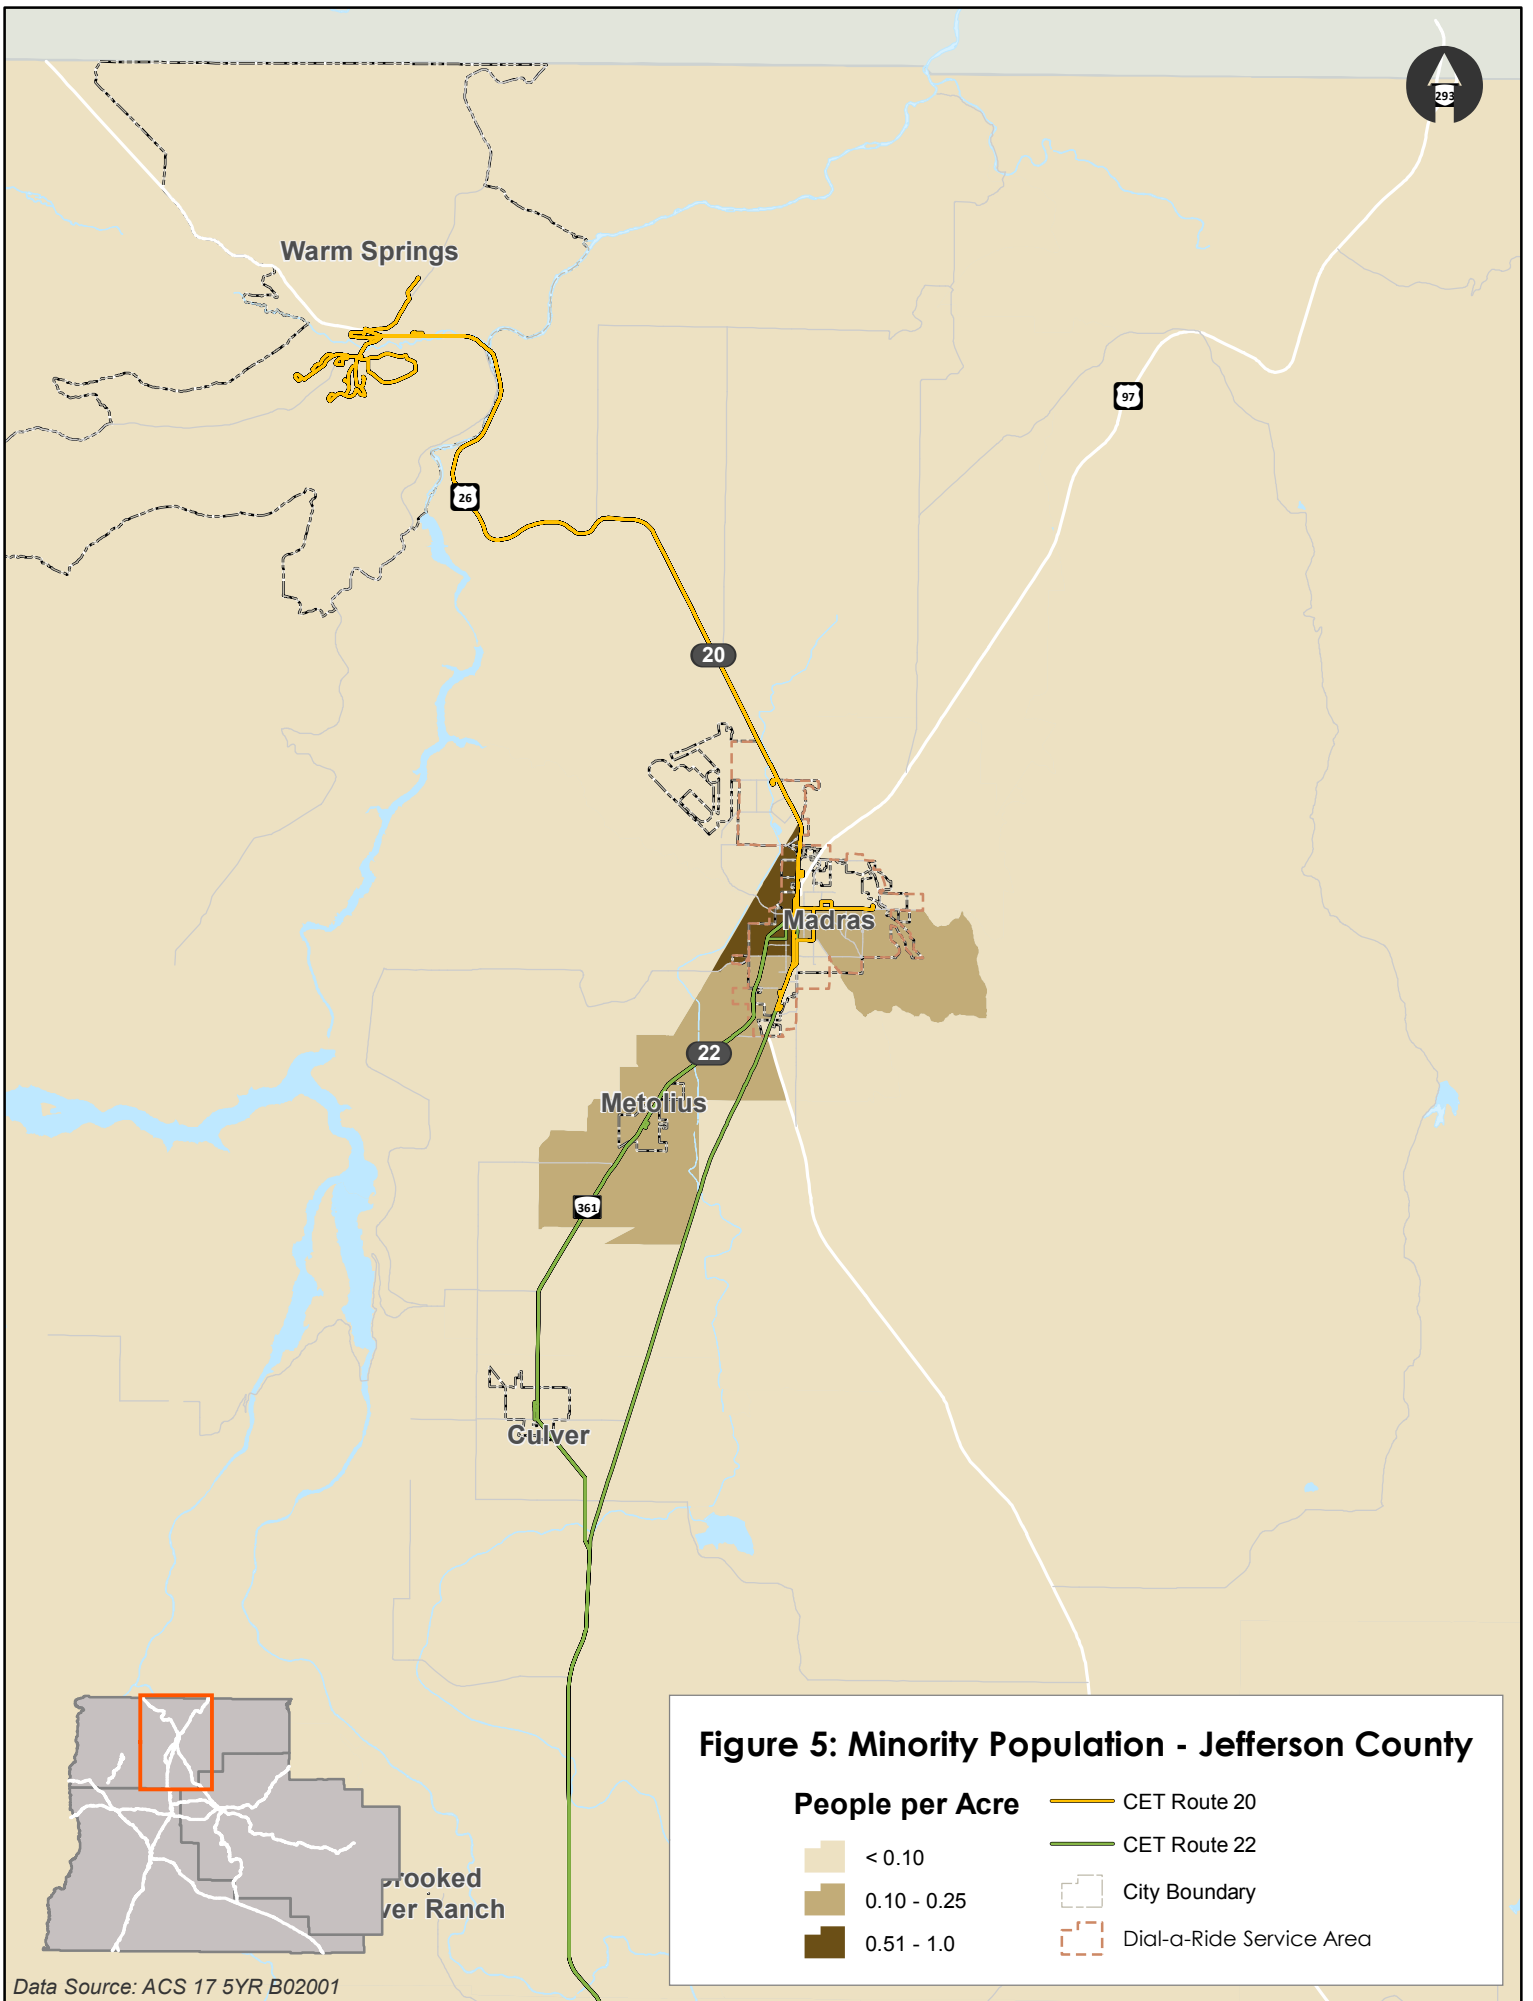 293
Warm Springs
97
26
20
Madras
22
Metolius
361
Culver
Figure 5: Minority Population - Jefferson County
People per Acre
< 0.10
0.10 - 0.25
0.51 - 1.0
CET Route 20
CET Route 22
City Boundary
Dial-a-Ride Service Area
rooked
ver Ranch
Data Source: ACS 17 5YR B02001